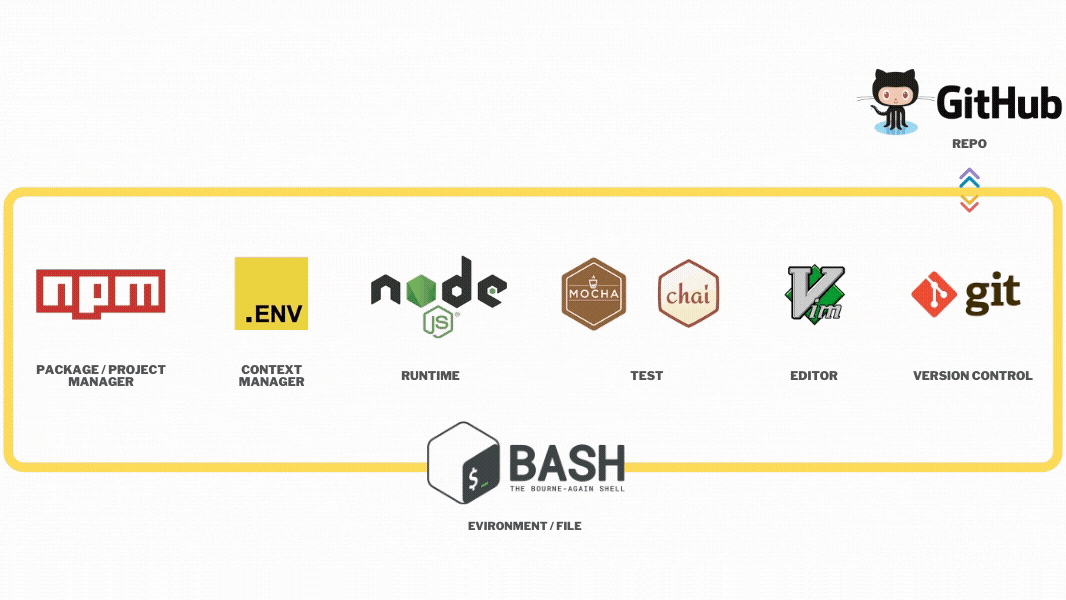 GitHub
REPO
npm
.ENV
node
JS
MOCHA
chai
Vim
git
PACKAGE / PROJECT
MANAGER
CONTEXT
MANAGER
RUNTIME
TEST
EDITOR
VERSION CONTROL
$
BASH
THE BOURNE-AGAIN SHELL
EVIRONMENT / FILE